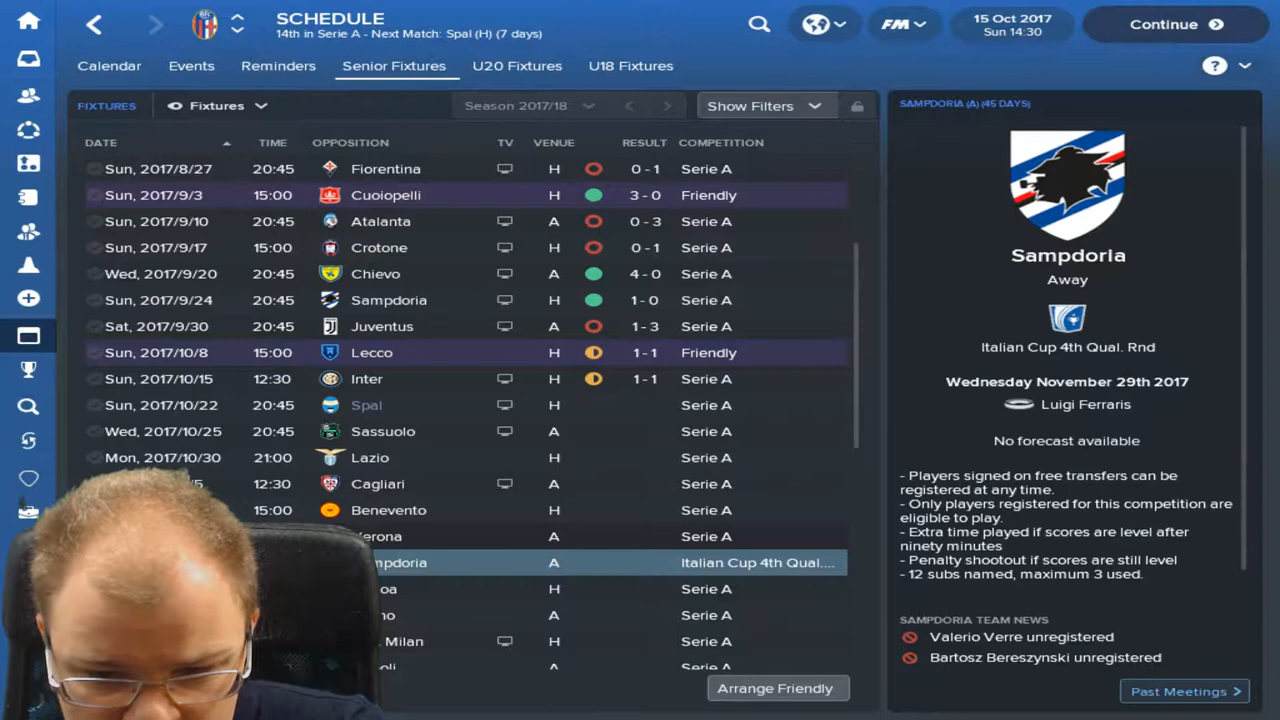 SCHEDULE
14th in Serie A - Next Match: Spal (H) (7 days)
FM
15 Oct 2017
Sun 14:30
Continue
Calendar Events Reminders Senior Fixtures U20 Fixtures U18 Fixtures
?
FIXTURES Fixtures Season 2017/18 Show Filters
DATE TIME OPPOSITION TV VENUE RESULT COMPETITION
Sun, 2017/8/27 20:45 Fiorentina H 0 - 1 Serie A
Sun, 2017/9/3 15:00 Cuoiopelli H 3 - 0 Friendly
Sun, 2017/9/10 20:45 Atalanta A 0 - 3 Serie A
Sun, 2017/9/17 15:00 Crotone H 0 - 1 Serie A
Wed, 2017/9/20 20:45 Chievo A 4 - 0 Serie A
Sun, 2017/9/24 20:45 Sampdoria H 1 - 0 Serie A
Sat, 2017/9/30 20:45 Juventus A 1 - 3 Serie A
Sun, 2017/10/8 15:00 Lecco H 1 - 1 Friendly
Sun, 2017/10/15 12:30 Inter H 1 - 1 Serie A
Sun, 2017/10/22 20:45 Spal H Serie A
Wed, 2017/10/25 20:45 Sassuolo A Serie A
Mon, 2017/10/30 21:00 Lazio A Serie A
12:30 Cagliari A Serie A
15:00 Benevento A Serie A
erona A Serie A
mpdoria A Italian Cup 4th Qual....
oa H Serie A
no A Serie A
Milan H Serie A
oli A Serie A
Arrange Friendly
SAMPDORIA (A) (45 DAYS)
Sampdoria
Away
Italian Cup 4th Qual. Rnd
Wednesday November 29th 2017
Luigi Ferraris
No forecast available
- Players signed on free transfers can be
registered at any time.
- Only players registered for this competition are
eligible to play.
- Extra time played if scores are level after
ninety minutes
- Penalty shootout if scores are still level
- 12 subs named, maximum 3 used.
SAMPDORIA TEAM NEWS
Valerio Verre unregistered
Bartosz Bereszynski unregistered
Past Meetings >